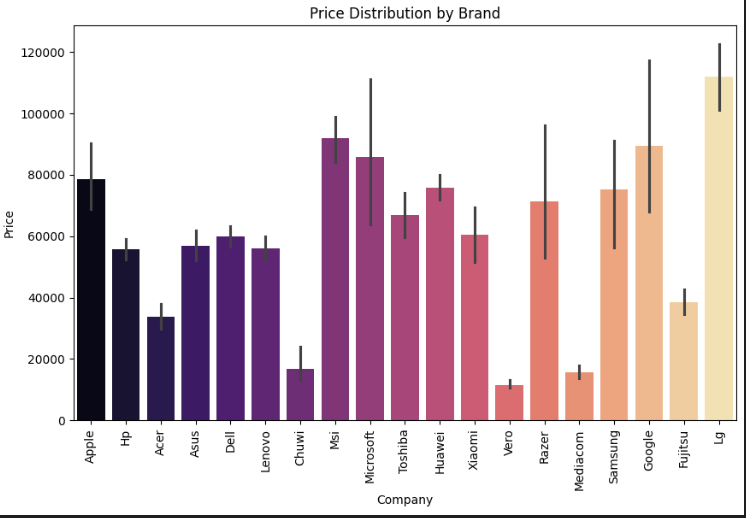 Price Distribution by Brand
120000
100000
80000
60000
40000
20000
0
Price
Apple
Hp
Acer
Asus
Dell
Lenovo
Chuwi
Msi
Microsoft
Toshiba
Huawei
Xiaomi
Vero
Razer
Mediacom
Samsung
Google
Fujitsu
Lg
Company